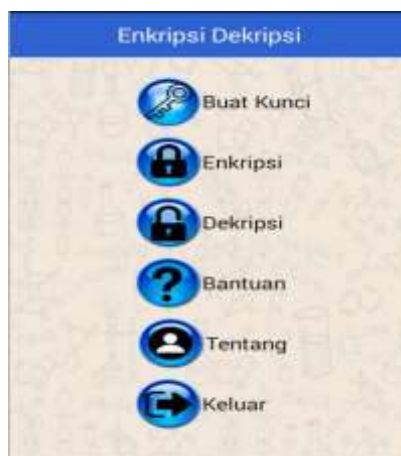 Enkripsi Dekripsi
Buat Kunci
Enkripsi
Dekripsi
Bantuan
Tentang
Keluar